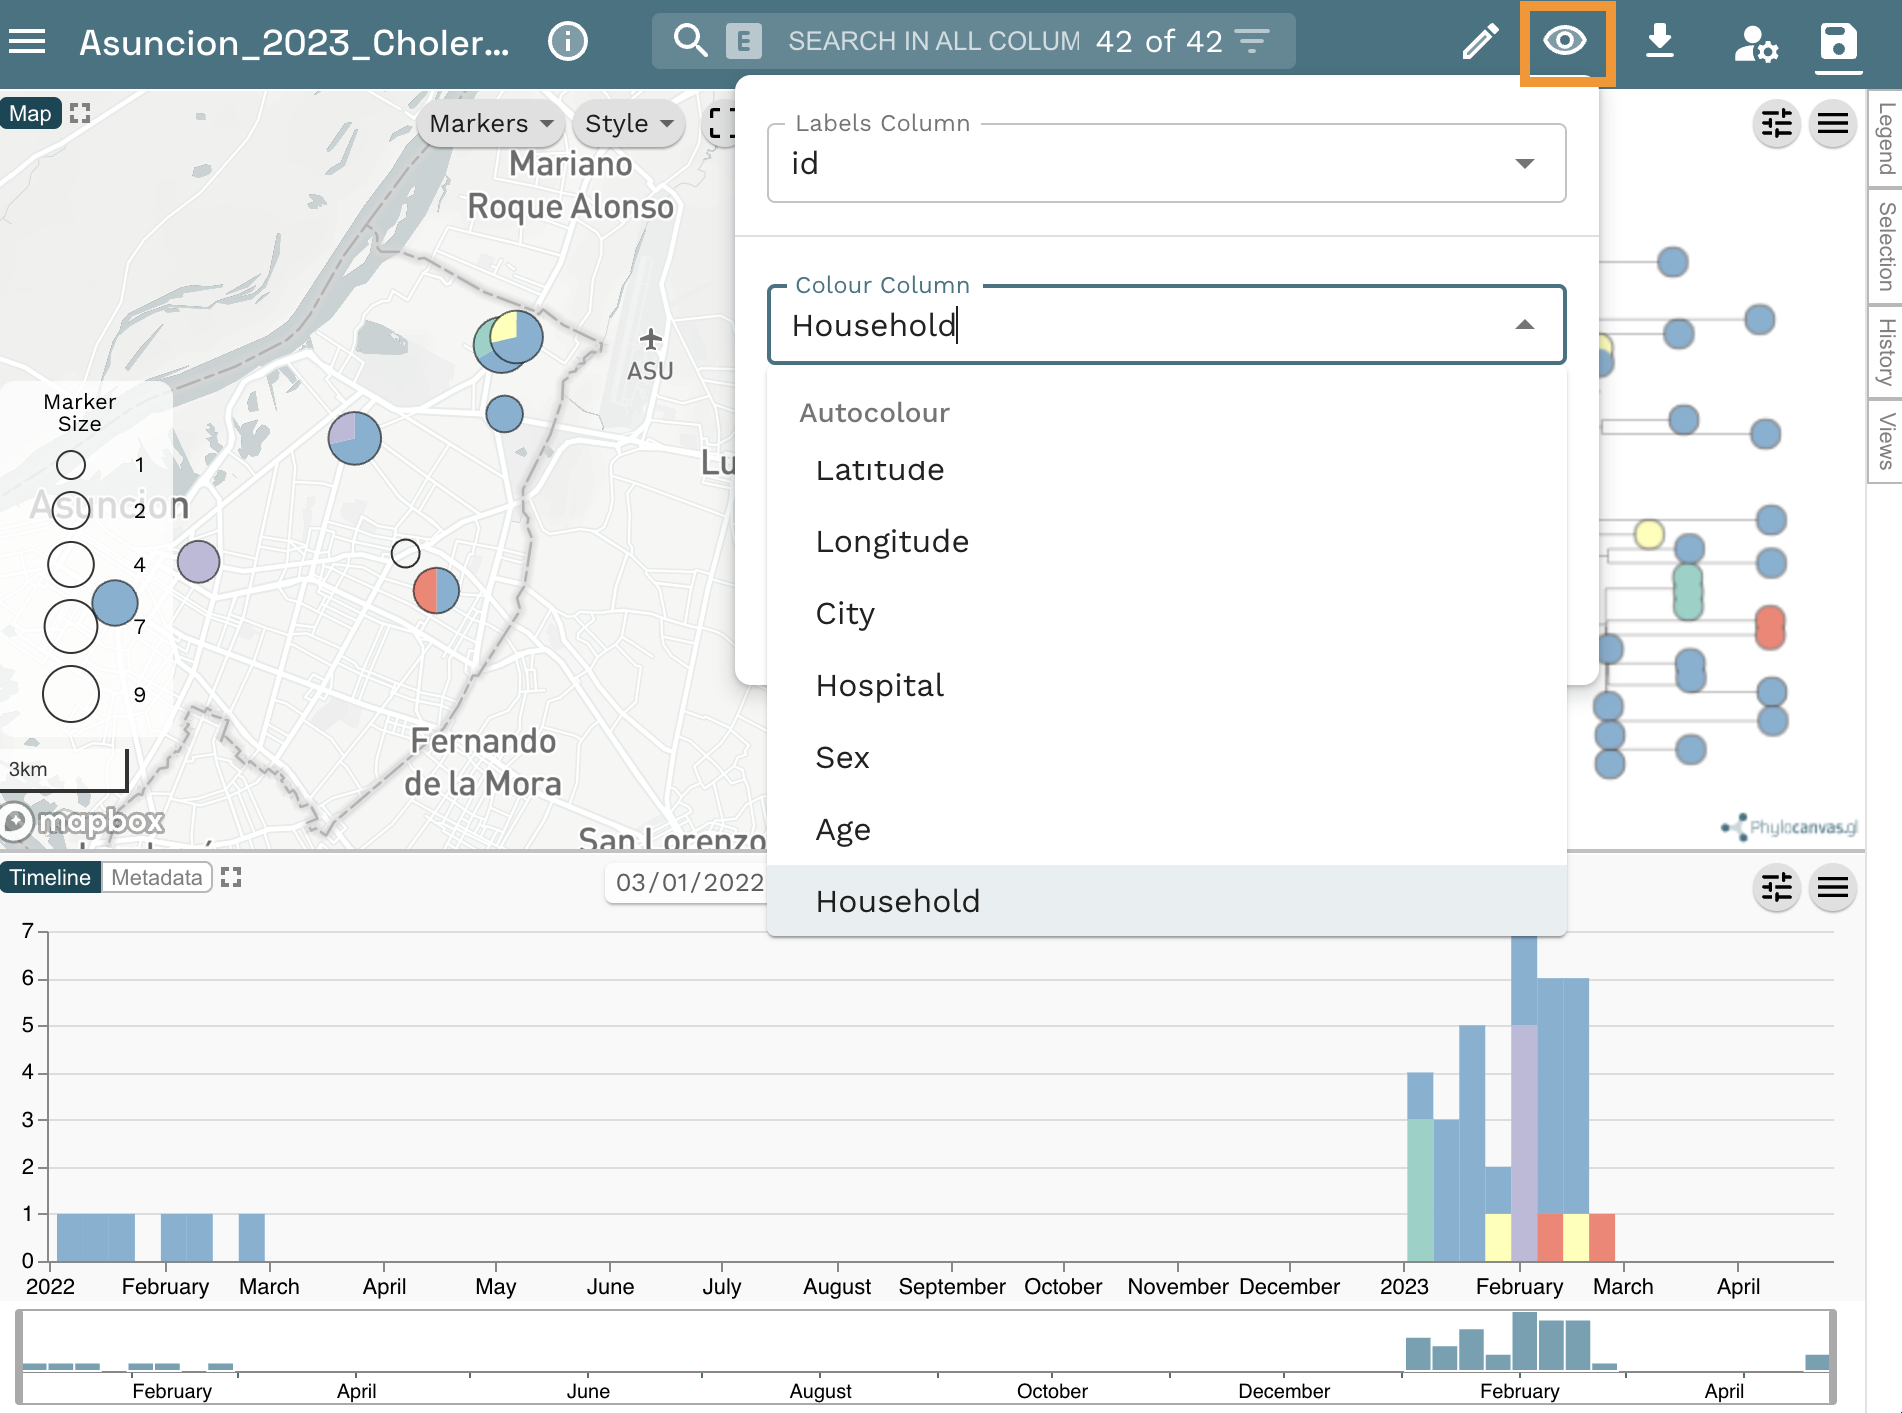 Asuncion_2023_Choler...
i
E
SEARCH IN ALL COLUM
42 of 42
Map
Markers
Style
Mariano
Roque Alonso
ASU
Lu
Marker
Size
1
2
4
7
9
Asuncion
Fernando
de la Mora
San Lorenzo
3km
mapbox
Labels Column
id
Colour Column
Household
Autocolour
Latitude
Longitude
City
Hospital
Sex
Age
Household
Legend
Selection
History
Views
Phylocanvas.gl
Timeline
Metadata
03/01/2022
7
6
5
4
3
2
1
0
2022 February March April May June July August September October November December 2023 February March April
February April June August October December February April